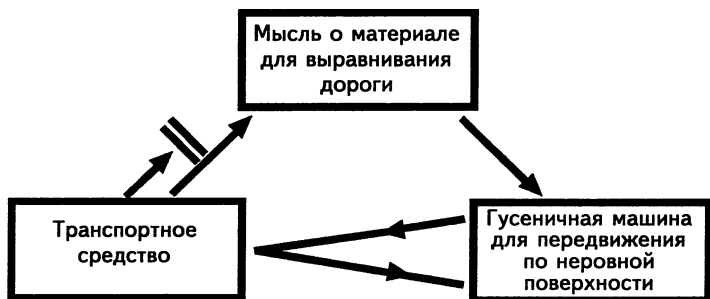 Мысль о материале
для выравнивания
дороги
Транспортное
средство
Гусеничная машина
для передвижения
по неровной
поверхности